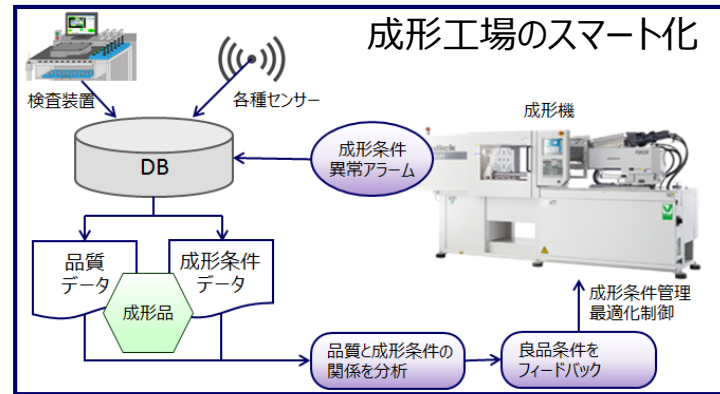 成形工場のスマート化
検査装置
各種センサー
成形機
DB
成形条件
異常アラーム
品質
データ
成形条件
データ
成形品
成形条件管理
最適化制御
品質と成形条件の
関係を分析
良品条件を
フィードバック